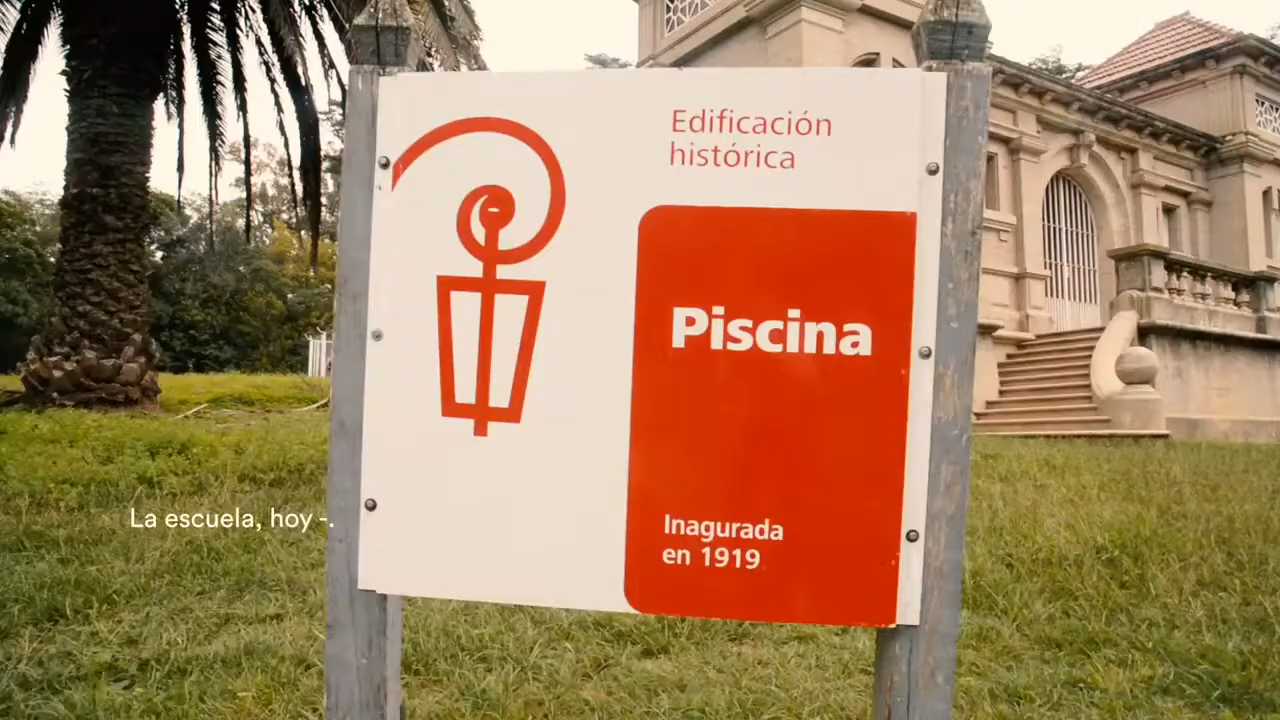 Edificación
histórica
Piscina
Inagurada
en 1919
La escuela, hoy -.